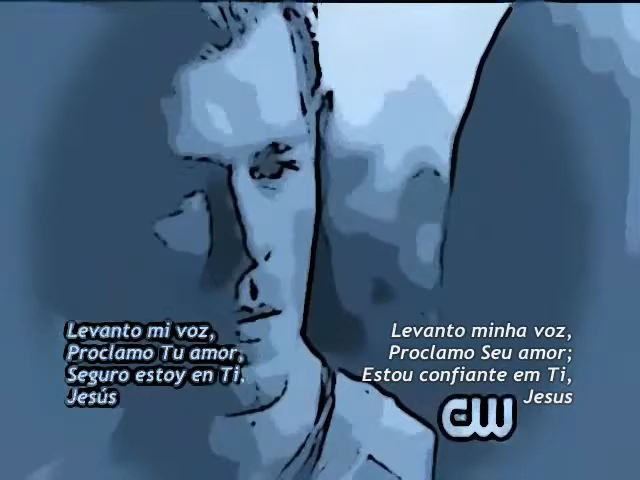 Levanto mi voz,
Proclamo Tu amor,
Seguro estoy en Ti.
Jesús
Levanto minha voz,
Proclamo Seu amor;
Estou confiante em Ti,
Jesus
CW